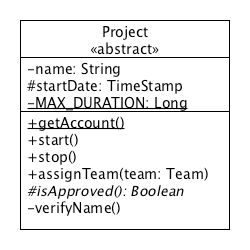 Project
«abstract»
-name: String
#startDate: TimeStamp
-MAX_DURATION: Long
+getAccount()
+start()
+stop()
+assignTeam(team: Team)
#isApproved(): Boolean
-verifyName()